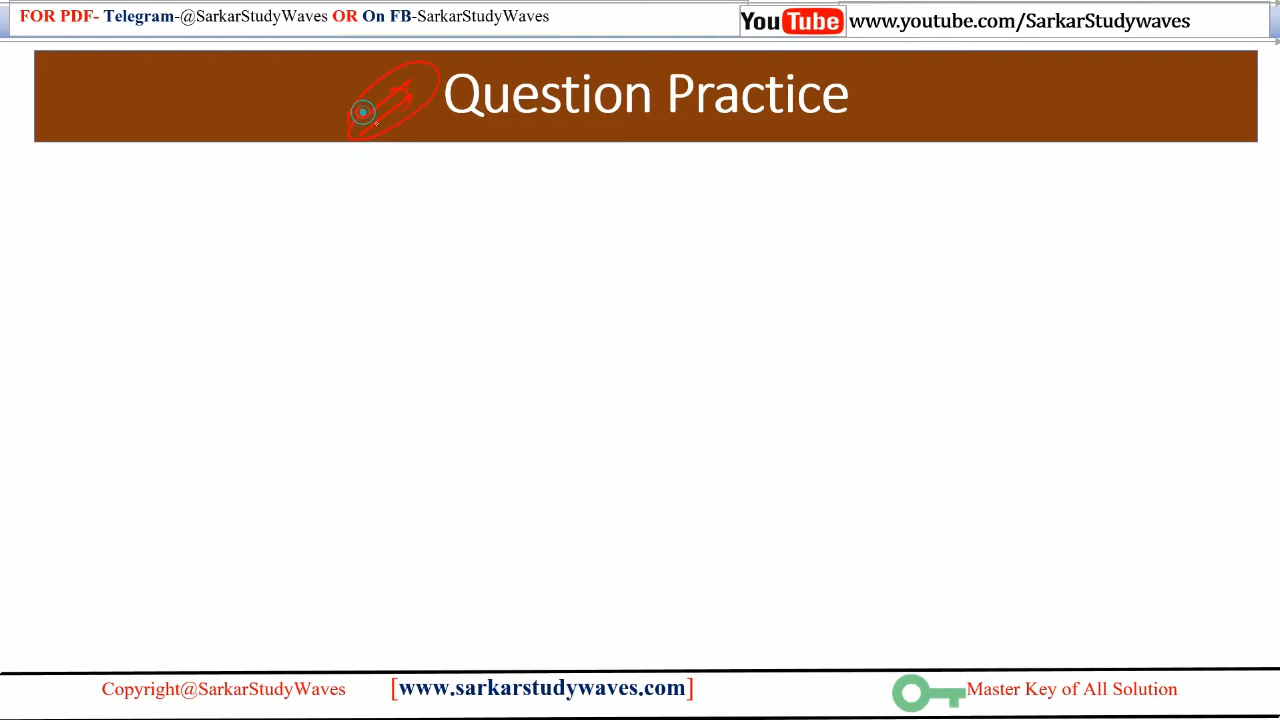 FOR PDF- Telegram-@SarkarStudyWaves OR On FB-SarkarStudyWaves
YouTube www.youtube.com/SarkarStudywaves
Question Practice
Copyright@SarkarStudyWaves
[www.sarkarstudywaves.com]
Master Key of All Solution